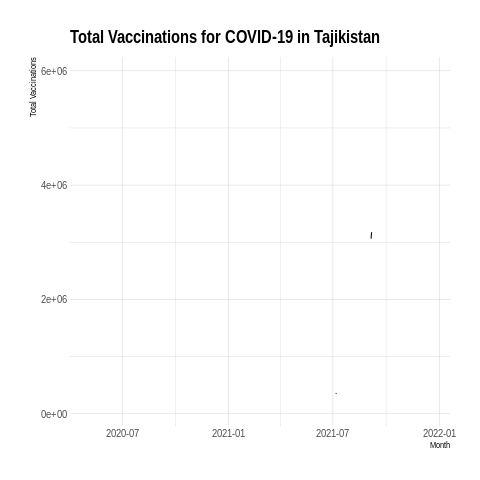 Total Vaccinations for COVID-19 in Tajikistan
Total Vaccinations
6e+06
4e+06
2e+06
0e+00
2020-07 2021-01 2021-07 2022-01
Month